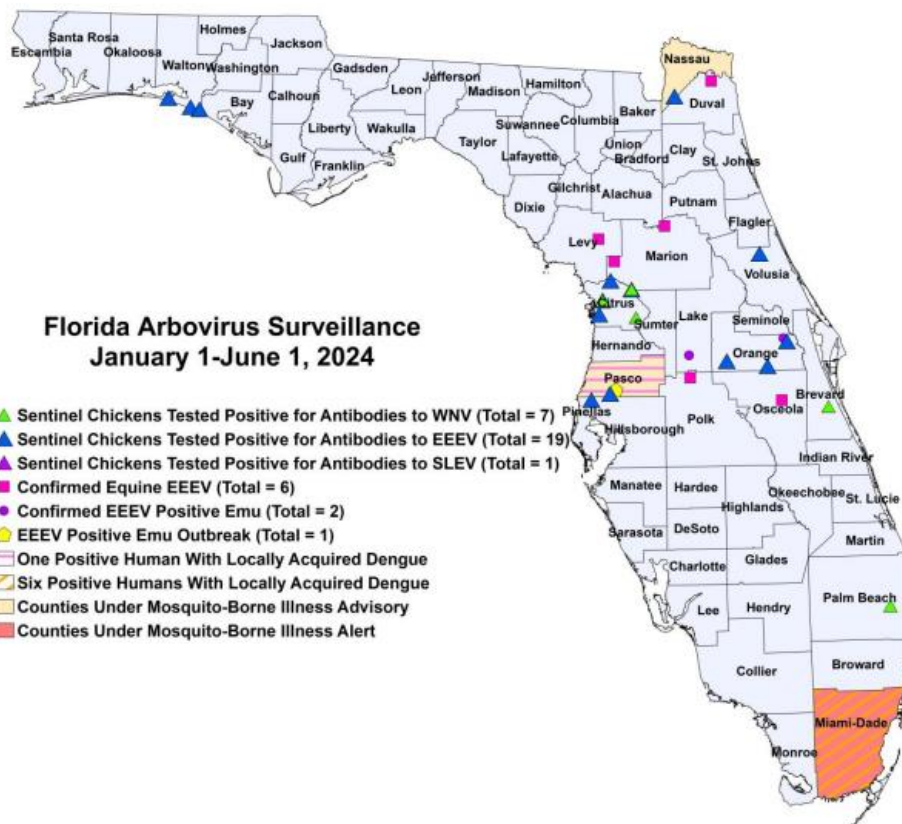 Nassau
Holmes
Santa Rosa
Jackson
Escambia
Okaloosa
Walton
Washington
Gadsden
Jefferson
Hamilton
Leon
Madison
Bay
Calhoun
Baker
Duval
Columbia
Suwannee
Liberty
Wakulla
Taylor
Union
Clay
Gulf
Franklin
Lafayette
Bradford
St. Johns
Gilchrist
Alachua
Putnam
Dixie
Flagler
Levy
Marion
Volusia
Citrus
Lake
Sumter
Seminole
Hernando
Orange
Florida Arbovirus Surveillance
January 1-June 1, 2024
Pasco
Brevard
Osceola
Pinellas
Polk
Hillsborough
Sentinel Chickens Tested Positive for Antibodies to WNV (Total = 7)
Sentinel Chickens Tested Positive for Antibodies to EEEV (Total = 19)
Sentinel Chickens Tested Positive for Antibodies to SLEV (Total = 1)
Confirmed Equine EEEV (Total = 6)
Confirmed EEEV Positive Emu (Total = 2)
EEEV Positive Emu Outbreak (Total = 1)
One Positive Human With Locally Acquired Dengue
Six Positive Humans With Locally Acquired Dengue
Counties Under Mosquito-Borne Illness Advisory
Counties Under Mosquito-Borne Illness Alert
Indian River
Manatee
Hardee
Okeechobee
St. Lucie
Highlands
Sarasota
DeSoto
Martin
Charlotte
Glades
Palm Beach
Lee
Hendry
Broward
Collier
Miami-Dade
Monroe